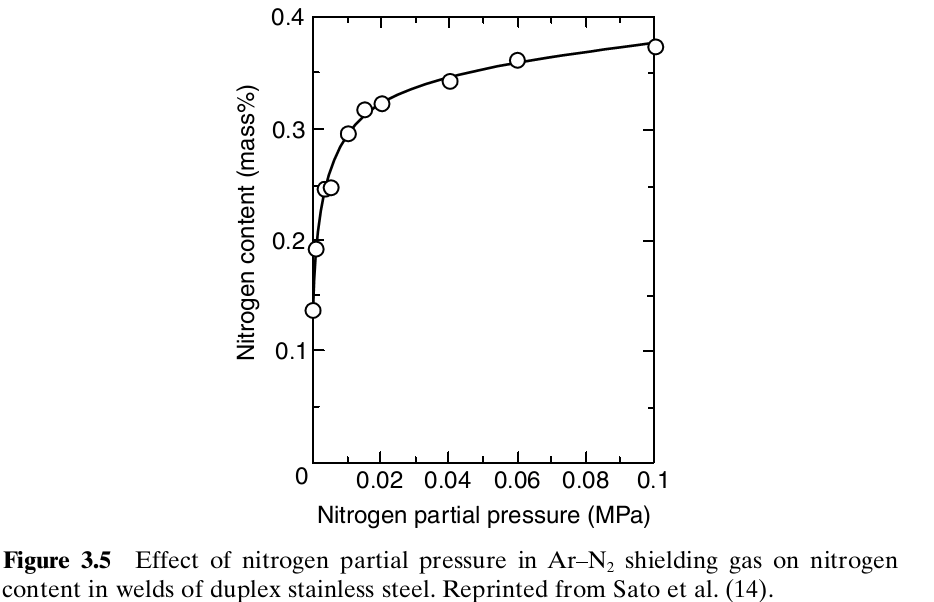 0.4
0.3
0.2
0.1
0
Nitrogen content (mass%)
0.02 0.04 0.06 0.08 0.1
Nitrogen partial pressure (MPa)
Figure 3.5 Effect of nitrogen partial pressure in Ar–N₂ shielding gas on nitrogen
content in welds of duplex stainless steel. Reprinted from Sato et al. (14).